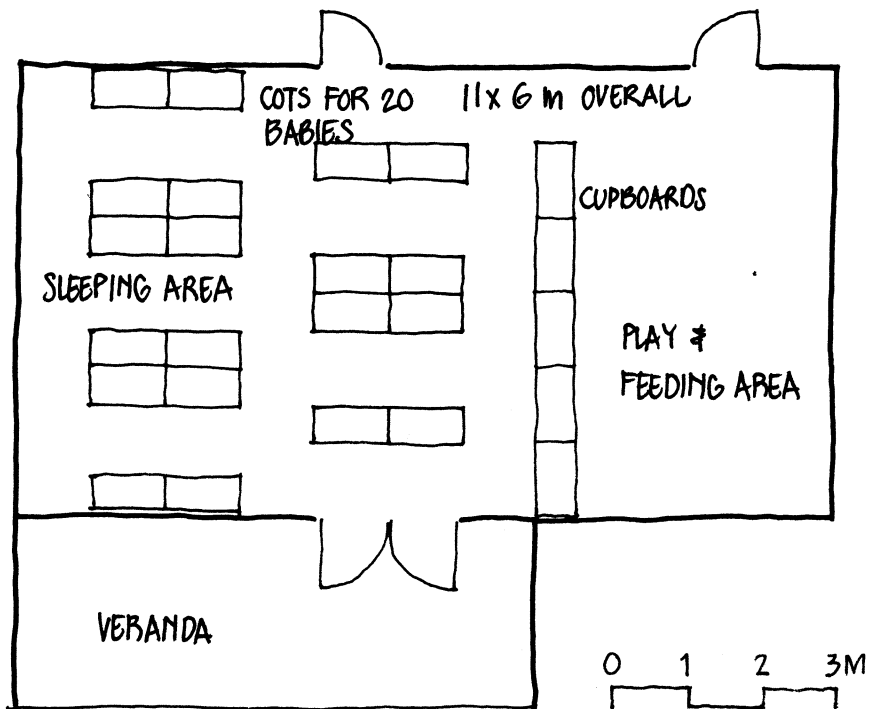 COTS FOR 20
BABIES
11 x 6 m OVERALL
CUPBOARDS
SLEEPING AREA
PLAY &
FEEDING AREA
VERANDA
0 1 2 3M